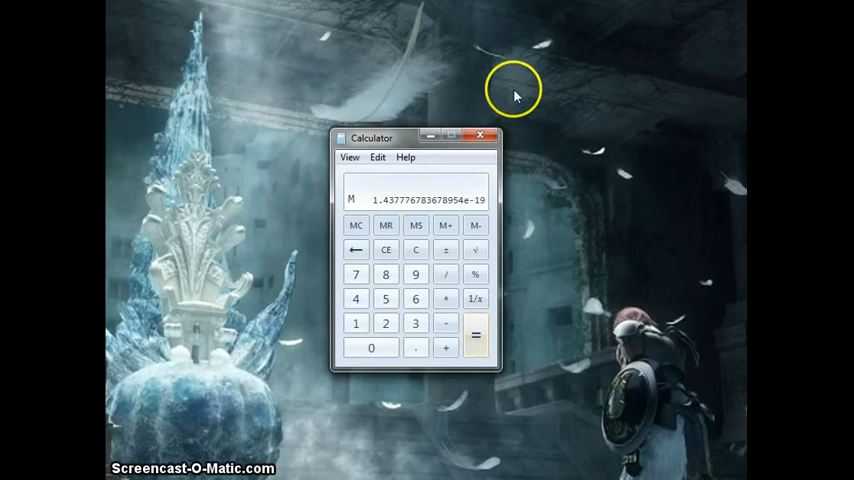 Calculator
View Edit Help
M 1.437776783678954e-19
MC MR MS M+ M-
← CE C ± √
7 8 9 / %
4 5 6 * 1/x
1 2 3 - =
0 . +
Screencast-O-Matic.com